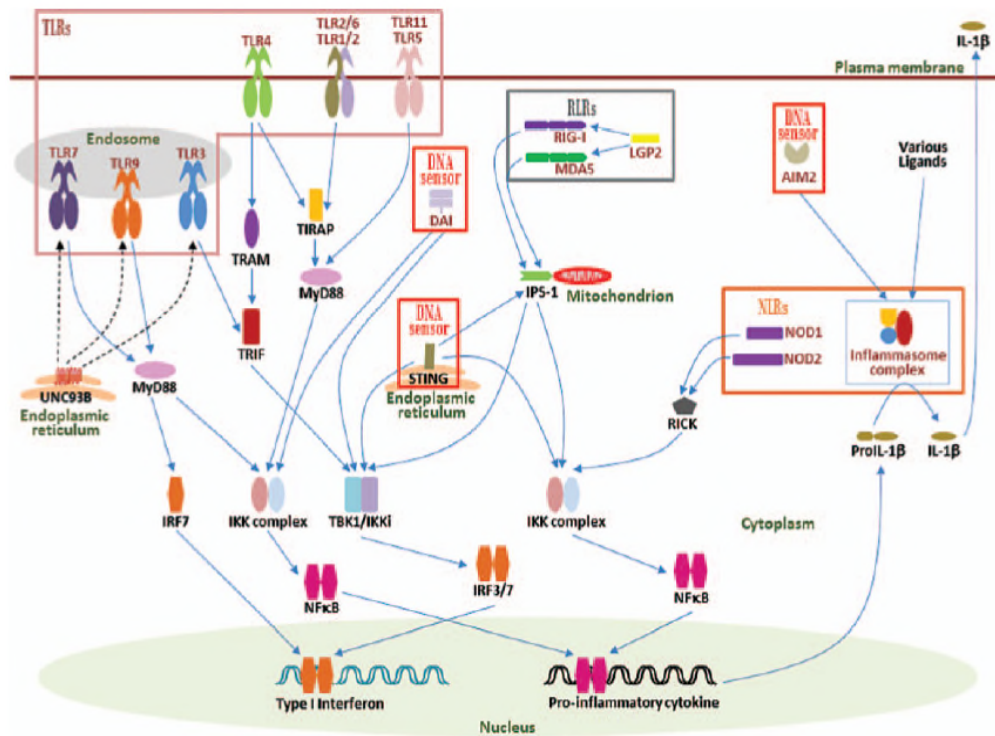 TLRs
TLR4
TLR2/6
TLR1/2
TLR11
TLR5
IL-1β
Plasma membrane
Endosome
TLR7
TLR9
TLR3
DNA
sensor
DAI
RLRs
RIG-I
LGP2
MDA5
DNA
sensor
AIM2
Various
Ligands
TIRAP
TRAM
MyD88
IPS-1
Mitochondrion
TRIF
DNA
sensor
STING
Endoplasmic
reticulum
NLRs
NOD1
NOD2
Inflammasome
complex
UNC93B
Endoplasmic
reticulum
MyD88
RICK
ProIL-1β
IL-1β
IRF7
IKK complex
TBK1/IKKi
IKK complex
Cytoplasm
NFκB
IRF3/7
NFκB
Type I Interferon
Pro-inflammatory cytokine
Nucleus